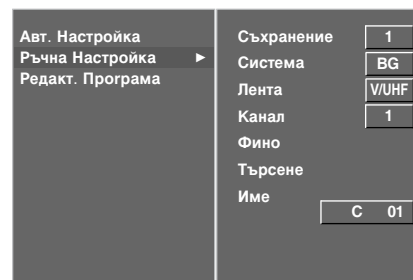 Авт. Настройка
Ръчна Настройка ►
Редакт. Програма
Съхранение 1
Система BG
Лента V/UHF
Канал 1
Фино
Търсене
Име
C 01